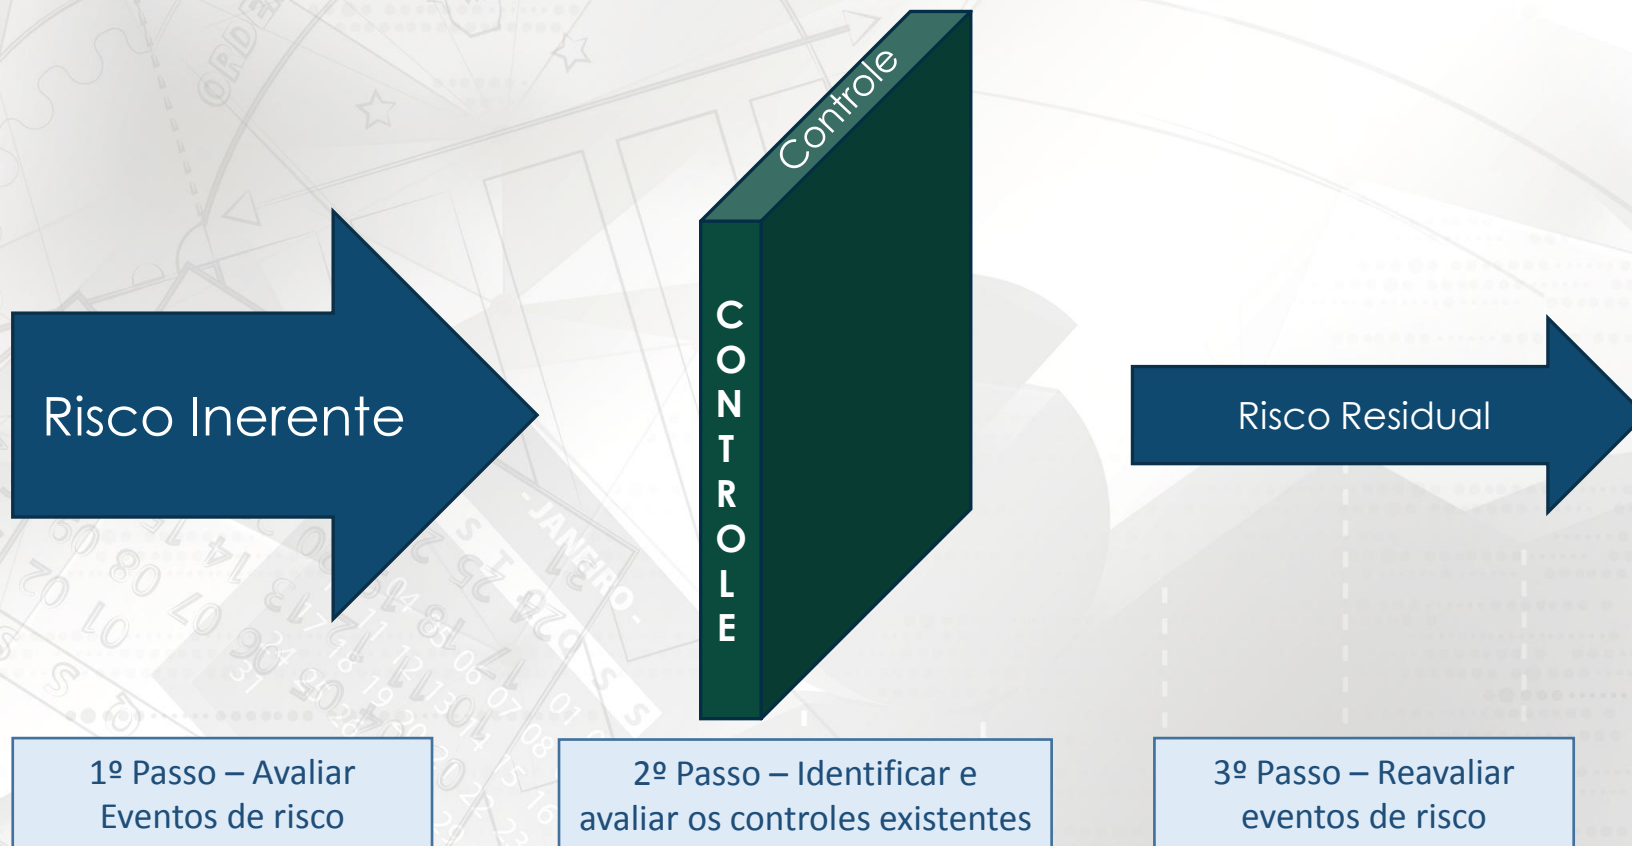 Controle
CONTROLE
Risco Inerente
Risco Residual
1º Passo – Avaliar
Eventos de risco
2º Passo – Identificar e
avaliar os controles existentes
3º Passo – Reavaliar
eventos de risco